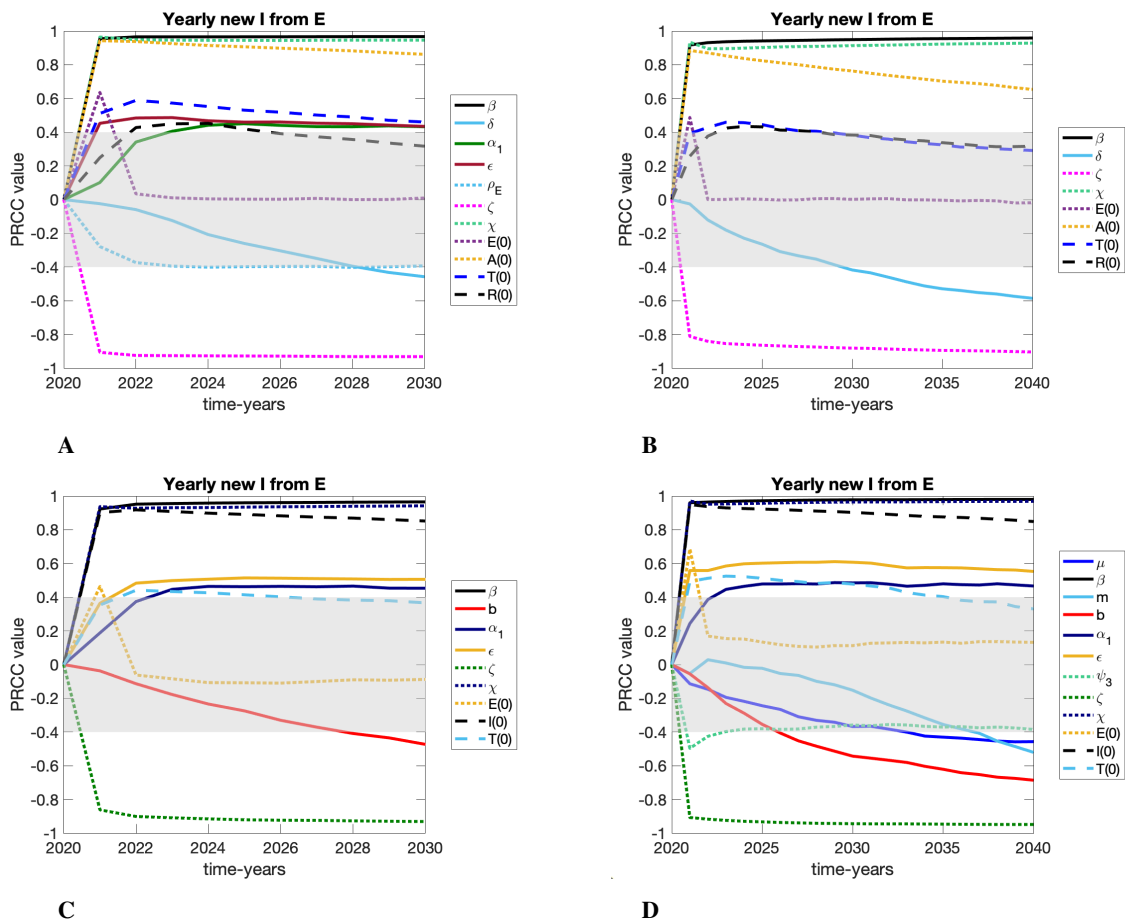 Yearly new I from E
1
0.8
0.6
0.4
0.2
0
-0.2
-0.4
-0.6
-0.8
-1
PRCC value
2020 2022 2024 2026 2028 2030
time-years
β
δ
α1
ϵ
ρE
ζ
χ
E(0)
A(0)
T(0)
R(0)
A
Yearly new I from E
1
0.8
0.6
0.4
0.2
0
-0.2
-0.4
-0.6
-0.8
-1
PRCC value
2020 2025 2030 2035 2040
time-years
β
δ
ζ
χ
E(0)
A(0)
T(0)
R(0)
B
Yearly new I from E
1
0.8
0.6
0.4
0.2
0
-0.2
-0.4
-0.6
-0.8
-1
PRCC value
2020 2022 2024 2026 2028 2030
time-years
β
b
α1
ϵ
ζ
χ
E(0)
I(0)
T(0)
C
Yearly new I from E
1
0.8
0.6
0.4
0.2
0
-0.2
-0.4
-0.6
-0.8
-1
PRCC value
2020 2025 2030 2035 2040
time-years
μ
β
m
b
α1
ϵ
ψ3
ζ
χ
E(0)
I(0)
T(0)
D